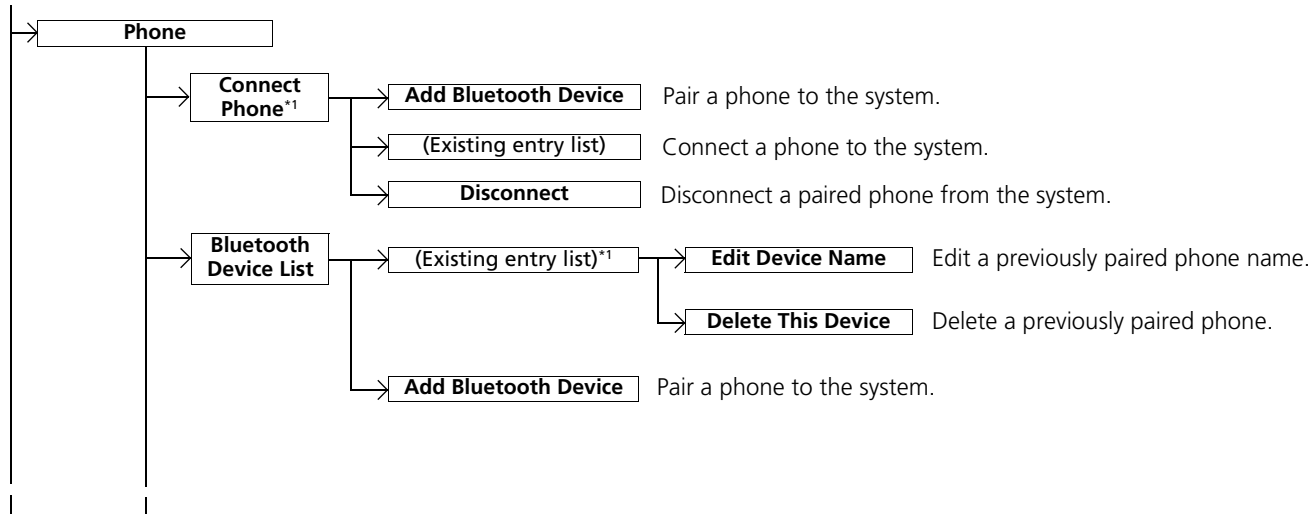 Phone
Connect
Phone*1
Add Bluetooth Device Pair a phone to the system.
(Existing entry list) Connect a phone to the system.
Disconnect Disconnect a paired phone from the system.
Bluetooth
Device List
(Existing entry list)*1
Edit Device Name Edit a previously paired phone name.
Delete This Device Delete a previously paired phone.
Add Bluetooth Device Pair a phone to the system.